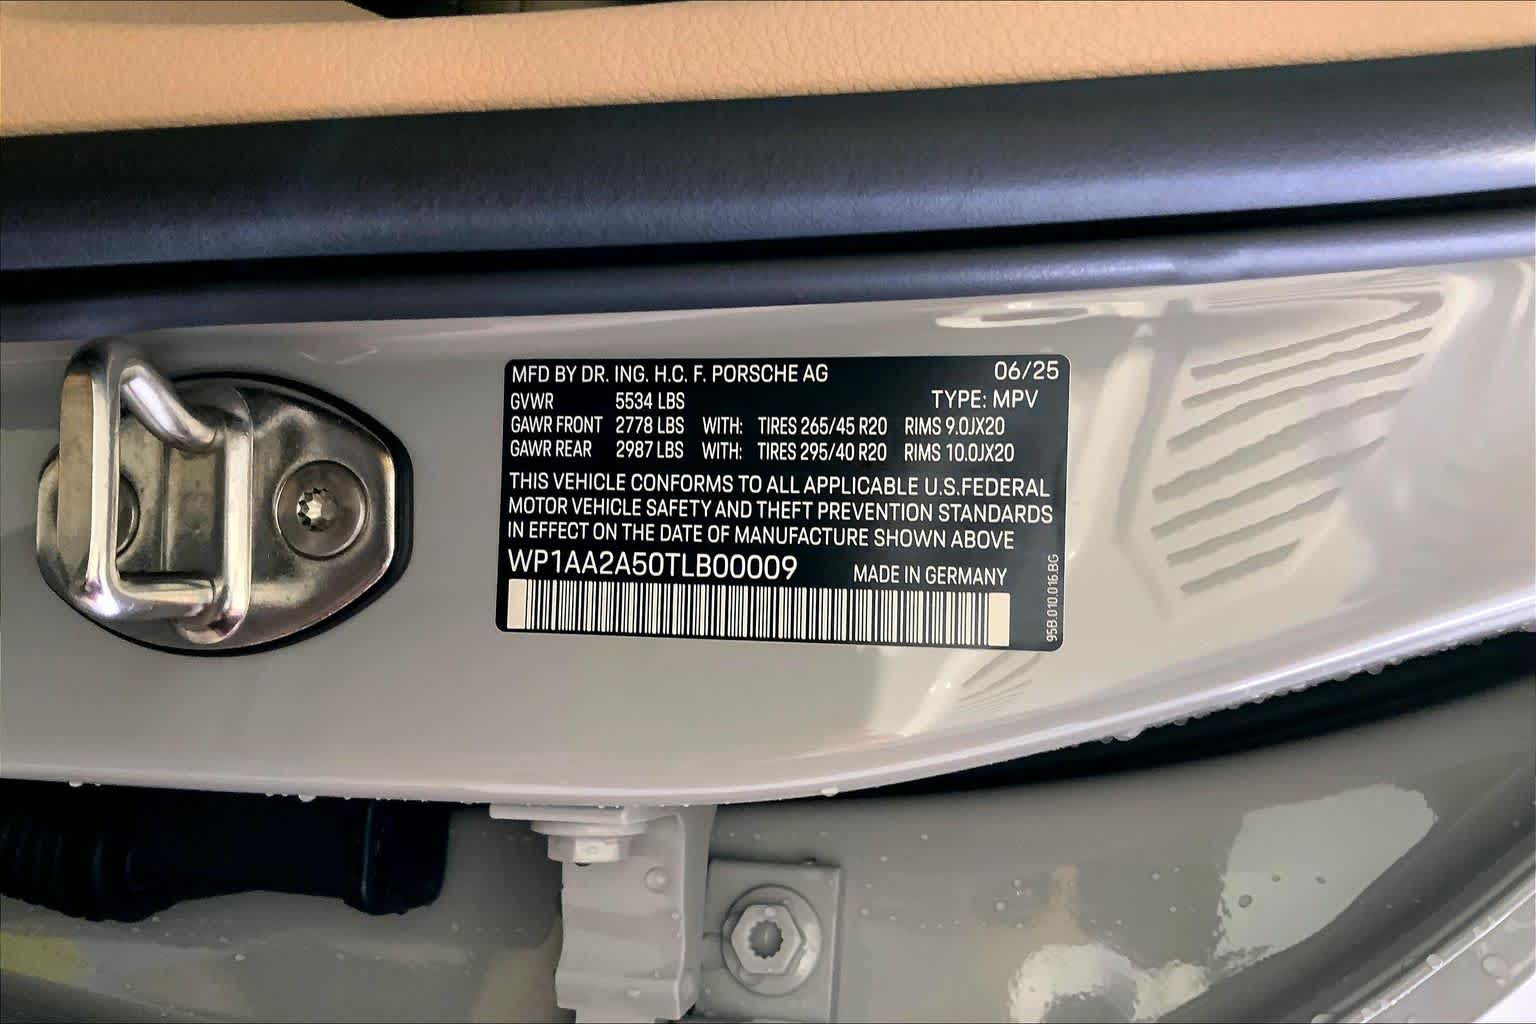 MFD BY DR. ING. H.C. F. PORSCHE AG 06/25
GVWR 5534 LBS TYPE: MPV
GAWR FRONT 2778 LBS WITH: TIRES 265/45 R20 RIMS 9.0JX20
GAWR REAR 2987 LBS WITH: TIRES 295/40 R20 RIMS 10.0JX20
THIS VEHICLE CONFORMS TO ALL APPLICABLE U.S.FEDERAL
MOTOR VEHICLE SAFETY AND THEFT PREVENTION STANDARDS
IN EFFECT ON THE DATE OF MANUFACTURE SHOWN ABOVE
WP1AA2A50TLB00009 MADE IN GERMANY
95B.010.016.BG